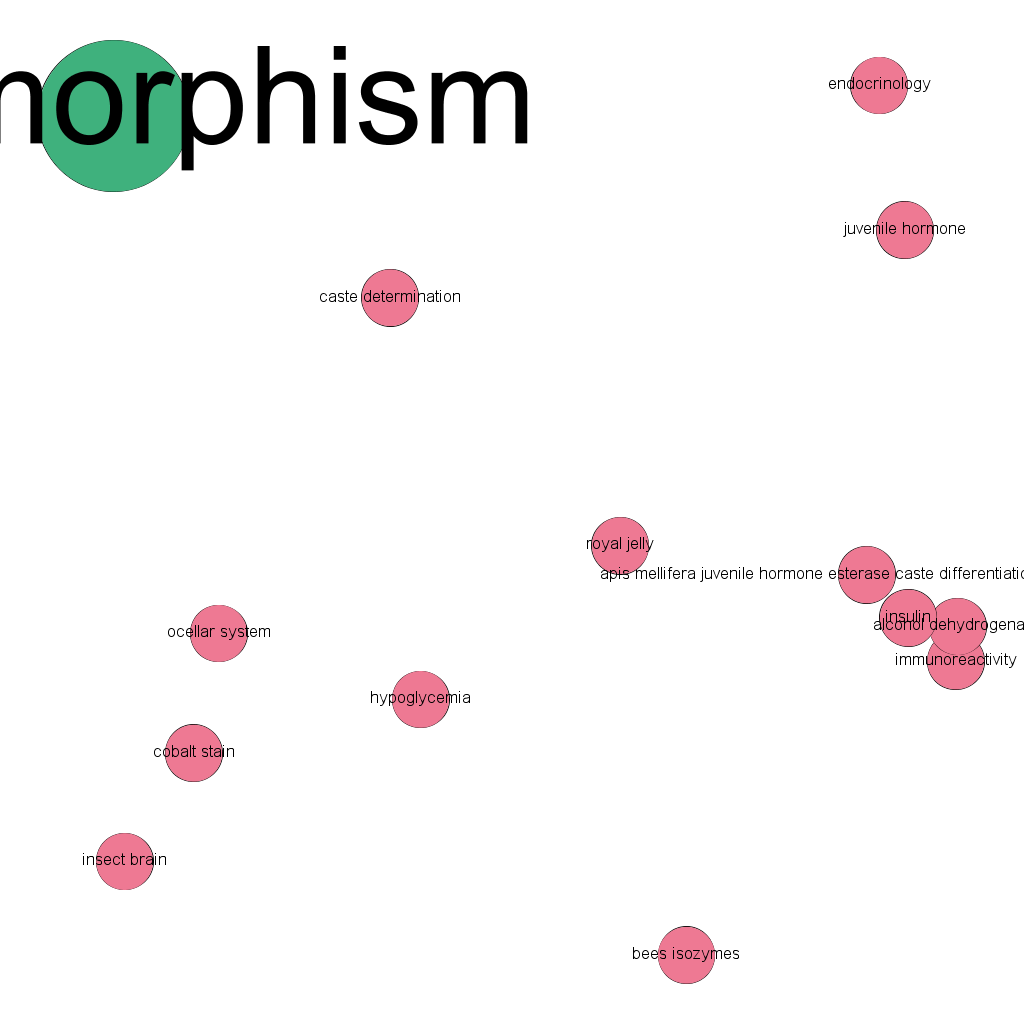 norphism
endocrinology
juvenile hormone
caste determination
royal jelly
apis mellifera juvenile hormone esterase caste differentiatio
insulin
alcohol dehydrogena
ocellar system
immunoreactivity
hypoglycemia
cobalt stain
insect brain
bees isozymes